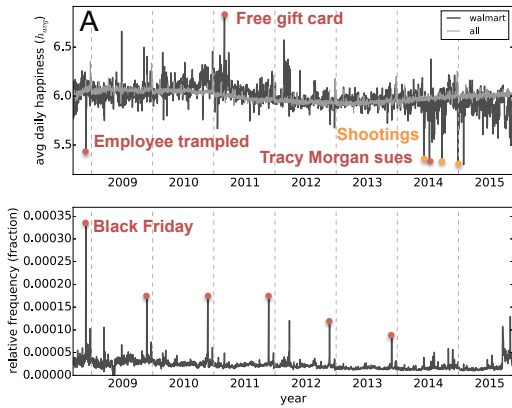 A
Free gift card
walmart
all
6.5
6.0
5.5
avg daily happiness (h_avg)
Employee trampled
Shootings
Tracy Morgan sues
2009 2010 2011 2012 2013 2014 2015
0.00035
0.00030
0.00025
0.00020
0.00015
0.00010
0.00005
0.00000
relative frequency (fraction)
Black Friday
2009 2010 2011 2012 2013 2014 2015
year